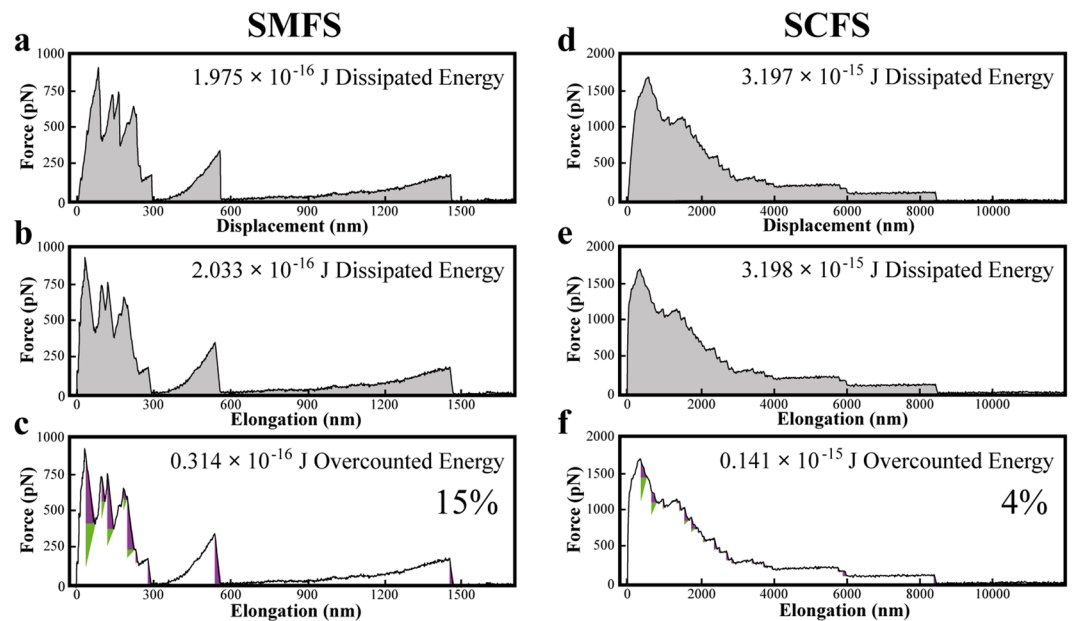 SMFS
SCFS
a
1000
750
500
250
0
Force (pN)
1.975 × 10-16 J Dissipated Energy
0 300 600 900 1200 1500
Displacement (nm)
d
2000
1500
1000
500
0
Force (pN)
3.197 × 10-15 J Dissipated Energy
0 2000 4000 6000 8000 10000
Displacement (nm)
b
1000
750
500
250
0
Force (pN)
2.033 × 10-16 J Dissipated Energy
0 300 600 900 1200 1500
Elongation (nm)
e
2000
1500
1000
500
0
Force (pN)
3.198 × 10-15 J Dissipated Energy
0 2000 4000 6000 8000 10000
Elongation (nm)
c
1000
750
500
250
0
Force (pN)
0.314 × 10-16 J Overcounted Energy
15%
0 300 600 900 1200 1500
Elongation (nm)
f
2000
1500
1000
500
0
Force (pN)
0.141 × 10-15 J Overcounted Energy
4%
0 2000 4000 6000 8000 10000
Elongation (nm)